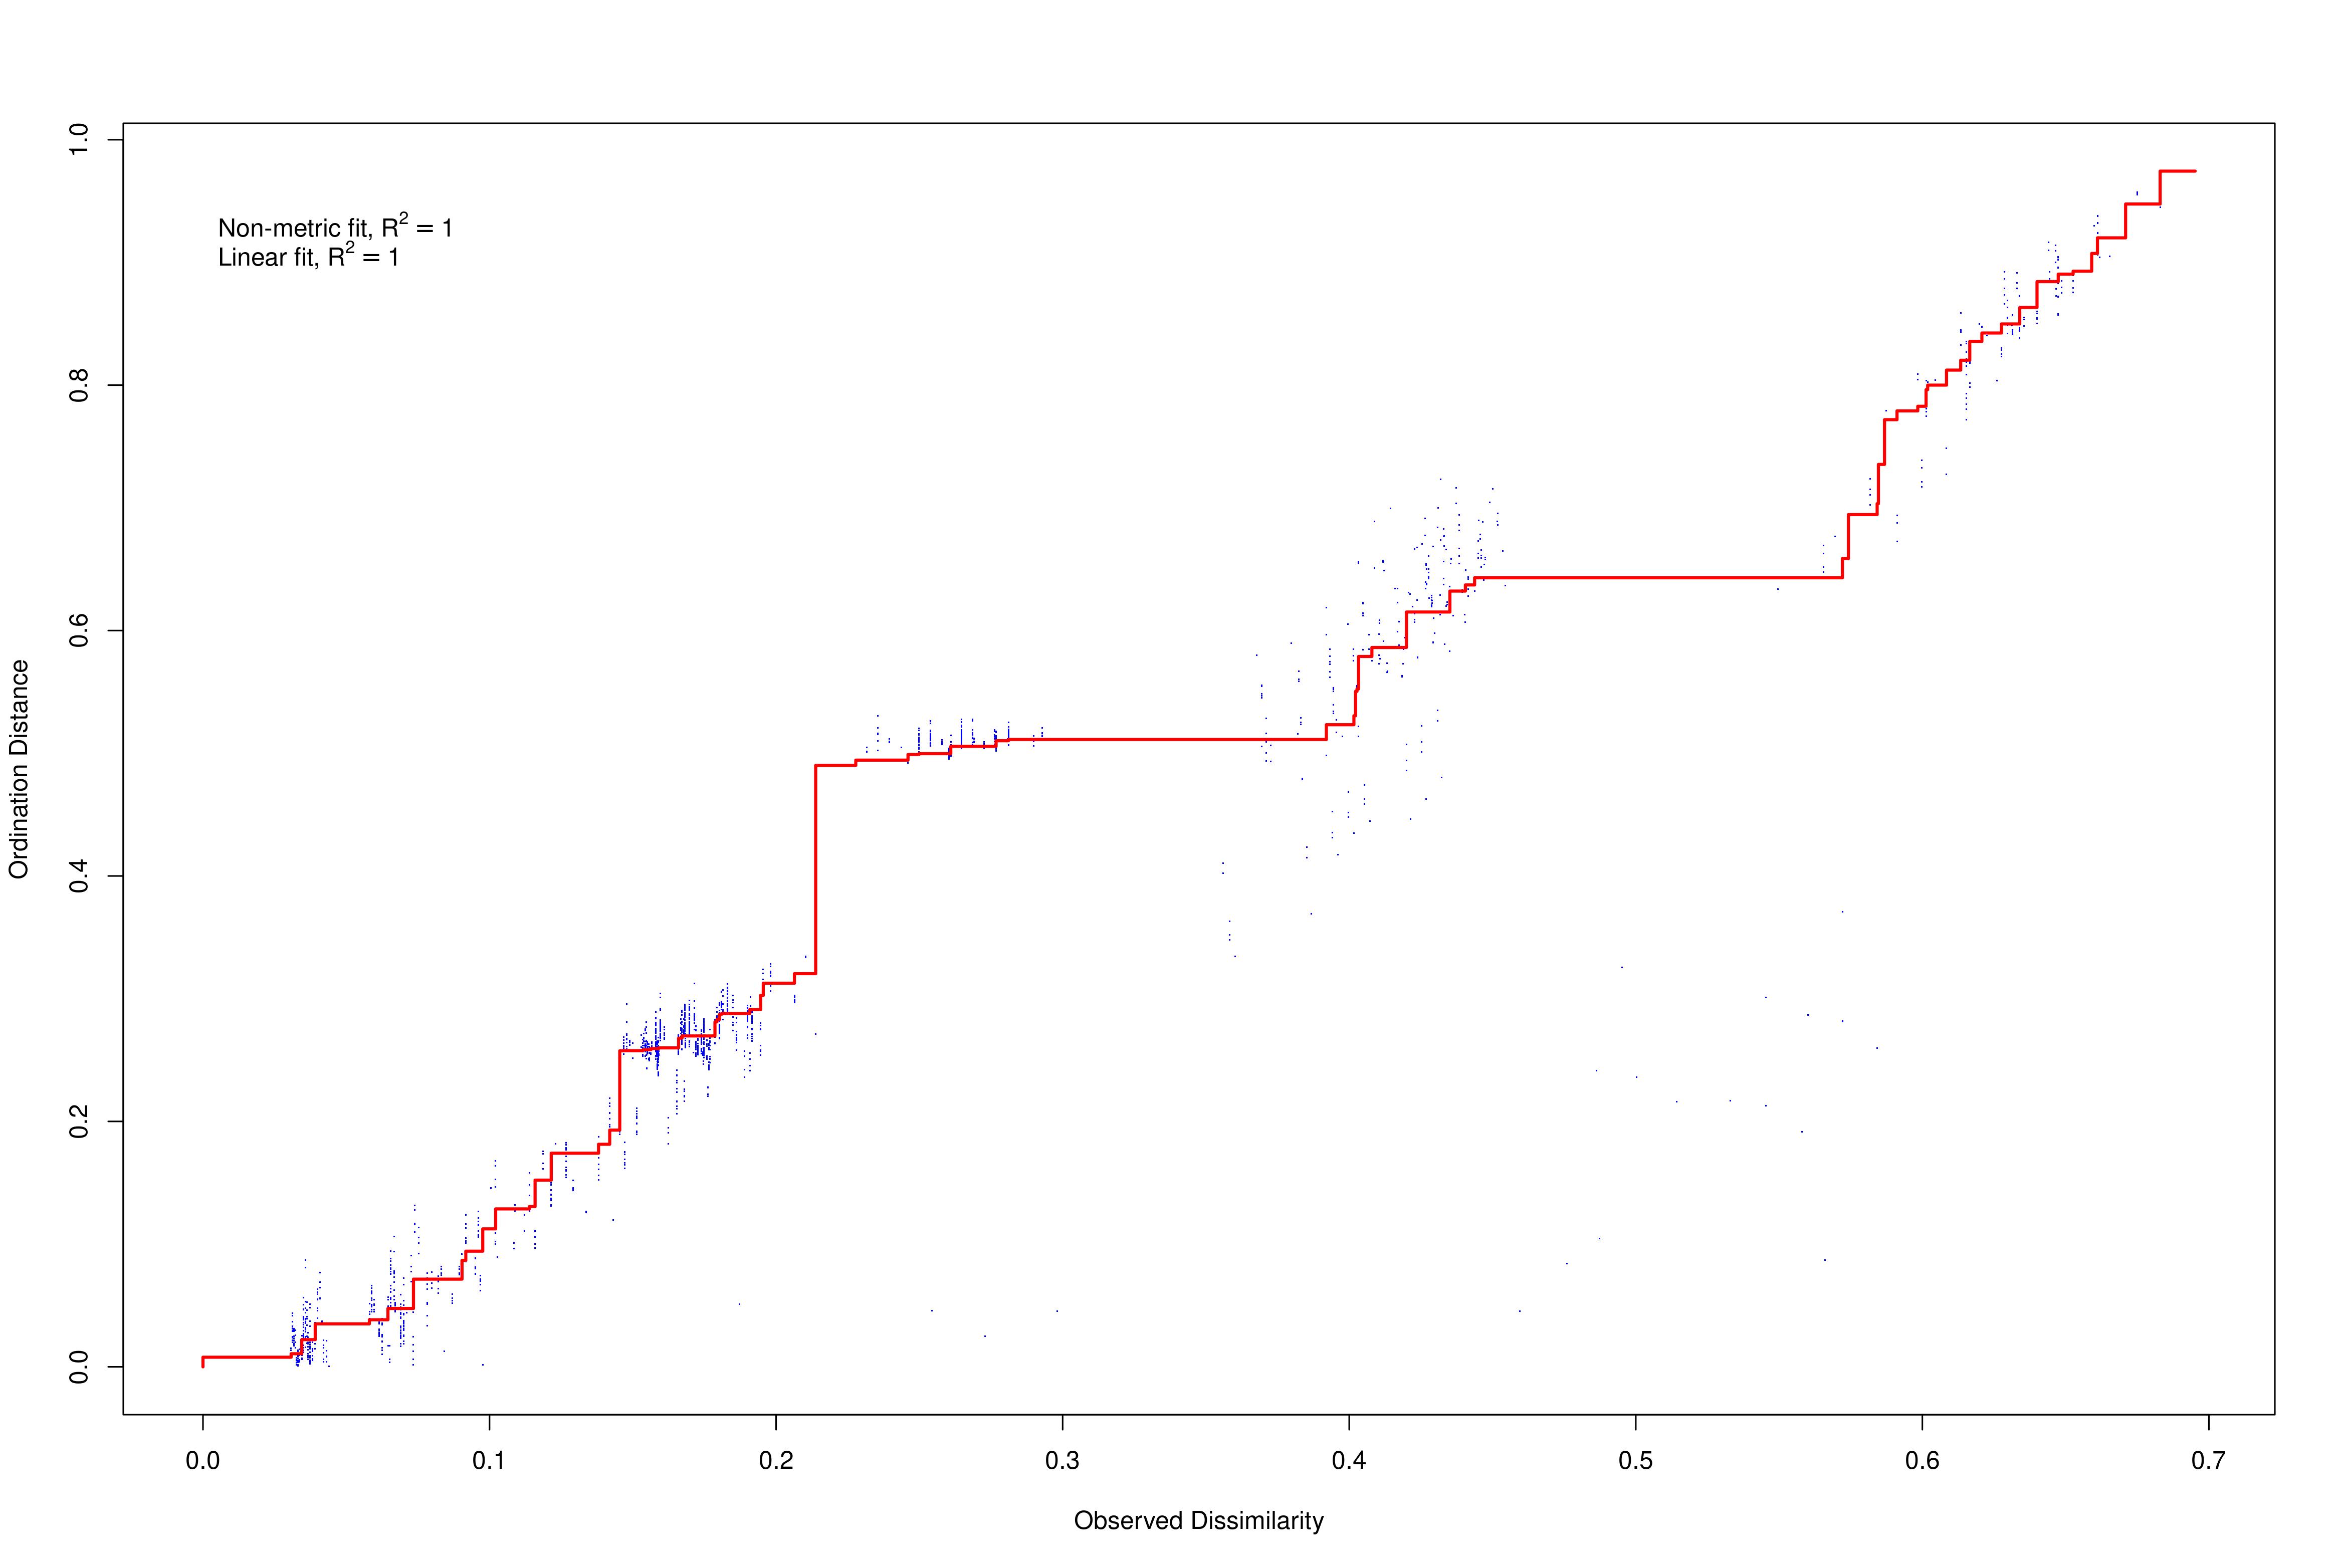 Non-metric fit, R² = 1
Linear fit, R² = 1
Ordination Distance
1.0
0.8
0.6
0.4
0.2
0.0
0.0 0.1 0.2 0.3 0.4 0.5 0.6 0.7
Observed Dissimilarity